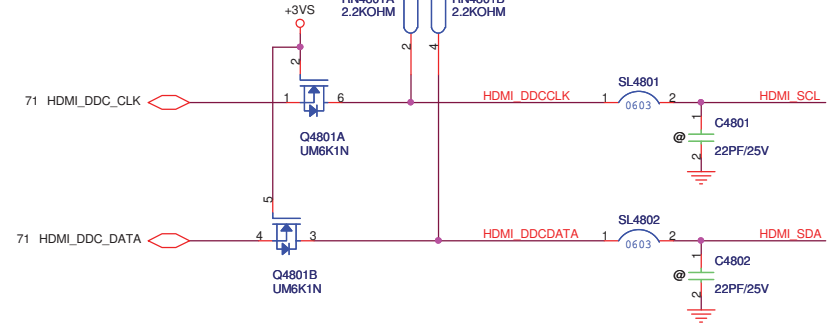 +3VS
2.2KOHM
2.2KOHM
2
4
2
71 HDMI_DDC_CLK
1
6
HDMI_DDCCLK
1
SL4801
0603
2
HDMI_SCL
Q4801A
UM6K1N
1
C4801
@
22PF/25V
2
5
71 HDMI_DDC_DATA
4
3
HDMI_DDCDATA
1
SL4802
0603
2
HDMI_SDA
Q4801B
UM6K1N
1
C4802
@
22PF/25V
2